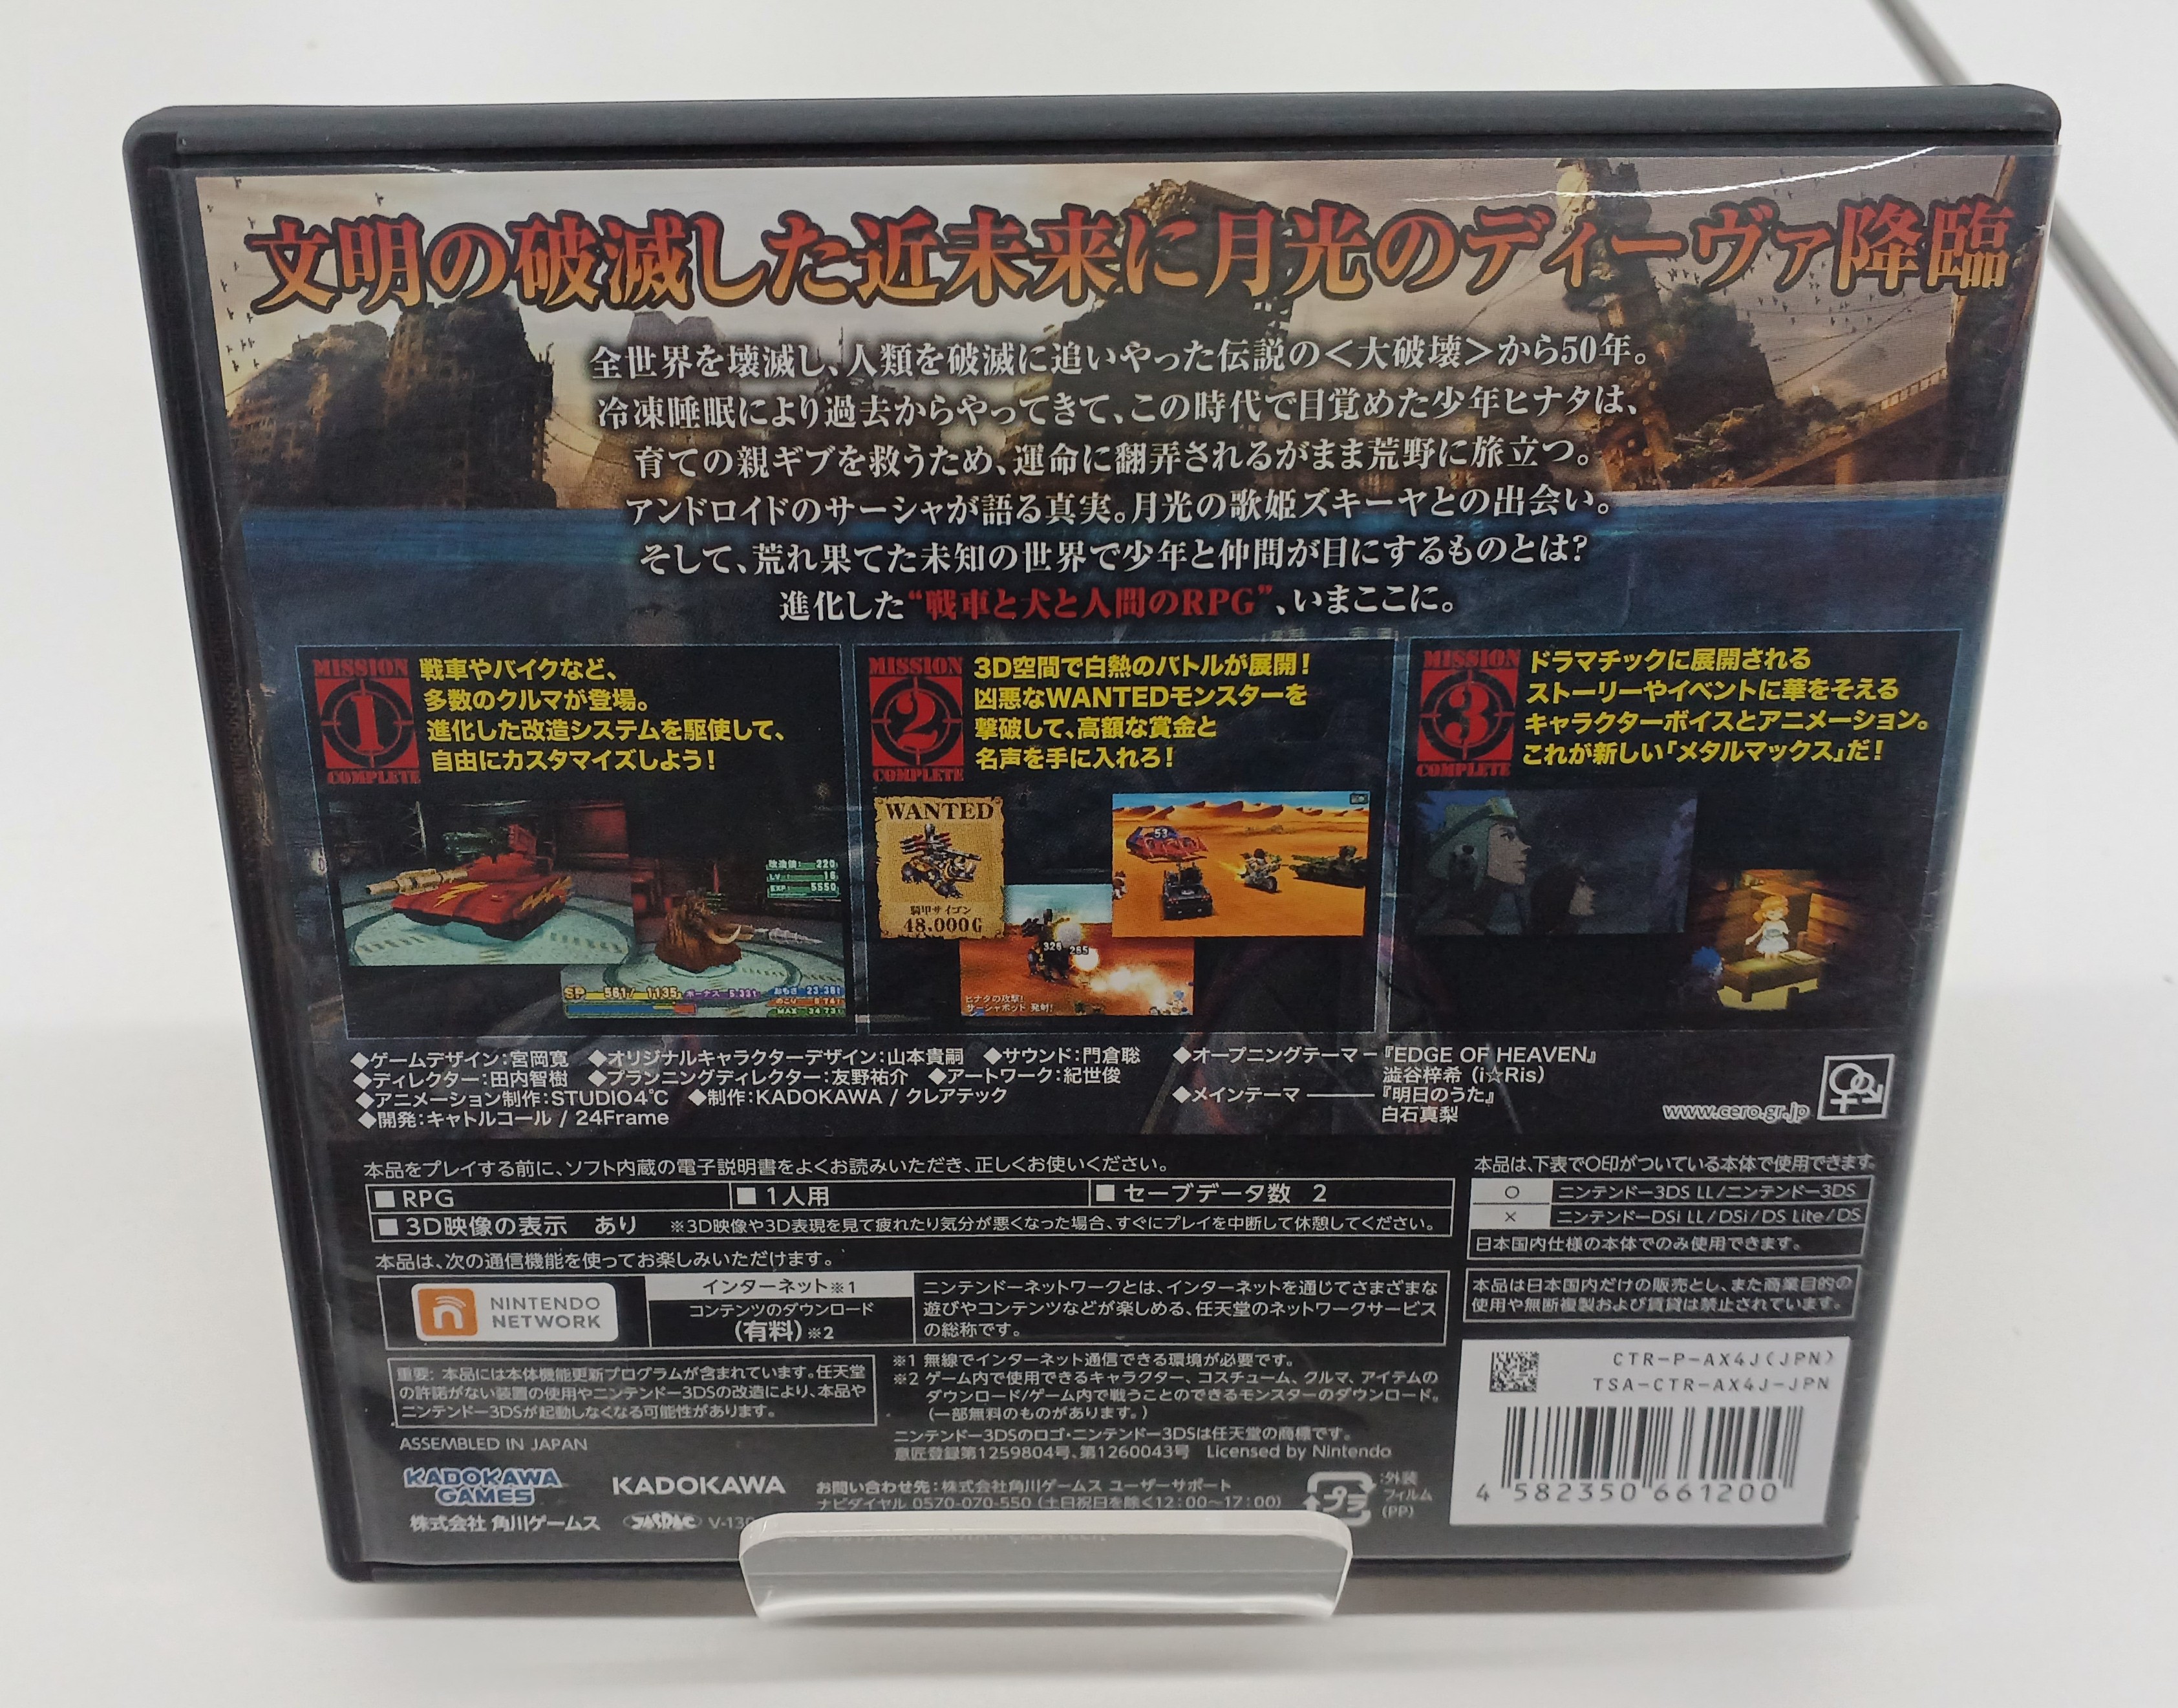 文明の破滅した近未来に月光のディーヴァ降臨
全世界を壊滅し、人類を破滅に追いやった伝説の＜大破壊＞から50年。
冷凍睡眠により過去からやってきて、この時代で目覚めた少年ヒナタは、
育ての親ギブを救うため、運命に翻弄されるがまま荒野に旅立つ。
アンドロイドのサーシャが語る真実。月光の歌姫ズキーヤとの出会い。
そして、荒れ果てた未知の世界で少年と仲間が目にするものとは？
進化した“戦車と犬と人間のRPG”、いまここに。
MISSION
1
COMPLETE
戦車やバイクなど、
多数のクルマが登場。
進化した改造システムを駆使して、
自由にカスタマイズしよう！
改造値: 220
LV: 16
EXP: 5550
SP 561/ 1135
MISSION
2
COMPLETE
3D空間で白熱のバトルが展開！
凶悪なWANTEDモンスターを
撃破して、高額な賞金と
名声を手に入れろ！
WANTED
騎甲サイゴン
48,000G
53
326 265
ヒナタの攻撃！
サーシャポット 発射！
MISSION
3
COMPLETE
ドラマチックに展開される
ストーリーやイベントに華をそえる
キャラクターボイスとアニメーション。
これが新しい「メタルマックス」だ！
◆ゲームデザイン：宮岡寛 ◆オリジナルキャラクターデザイン：山本貴嗣 ◆サウンド：門倉聡
◆ディレクター：田内智樹 ◆プランニングディレクター：友野祐介 ◆アートワーク：紀世俊
◆アニメーション制作：STUDIO4℃ ◆制作：KADOKAWA / クレアテック
◆開発：キャトルコール / 24Frame
◆オープニングテーマ－『EDGE OF HEAVEN』
澁谷梓希（i☆Ris）
◆メインテーマ ――― 『明日のうた』
白石真梨
www.cero.gr.jp
本品をプレイする前に、ソフト内蔵の電子説明書をよくお読みいただき、正しくお使いください。
■RPG ■1人用 ■セーブデータ数 2
■3D映像の表示 あり ※3D映像や3D表現を見て疲れたり気分が悪くなった場合、すぐにプレイを中断して休憩してください。
本品は、次の通信機能を使ってお楽しみいただけます。
NINTENDO
NETWORK
インターネット※1
コンテンツのダウンロード
（有料）※2
ニンテンドーネットワークとは、インターネットを通じてさまざまな
遊びやコンテンツなどが楽しめる、任天堂のネットワークサービス
の総称です。
重要: 本品には本体機能更新プログラムが含まれています。任天堂
の許諾がない装置の使用やニンテンドー3DSの改造により、本品や
ニンテンドー3DSが起動しなくなる可能性があります。
※1 無線でインターネット通信できる環境が必要です。
※2 ゲーム内で使用できるキャラクター、コスチューム、クルマ、アイテムの
ダウンロード/ゲーム内で戦うことのできるモンスターのダウンロード。
（一部無料のものがあります。）
ニンテンドー3DSのロゴ・ニンテンドー3DSは任天堂の商標です。
意匠登録第1259804号、第1260043号 Licensed by Nintendo
ASSEMBLED IN JAPAN
KADOKAWA
GAMES
株式会社 角川ゲームス
KADOKAWA
JASRAC V-130
お問い合わせ先：株式会社角川ゲームス ユーザーサポート
ナビダイヤル 0570-070-550（土日祝日を除く12：00～17：00）
プラ
：外装
フィルム
（PP）
本品は、下表で○印がついている本体で使用できます。
○ ニンテンドー3DS LL/ニンテンドー3DS
× ニンテンドーDSi LL/DSi/DS Lite/DS
日本国内仕様の本体でのみ使用できます。
本品は日本国内だけの販売とし、また商業目的の
使用や無断複製および賃貸は禁止されています。
CTR-P-AX4J(JPN)
TSA-CTR-AX4J-JPN
4 582350 661200